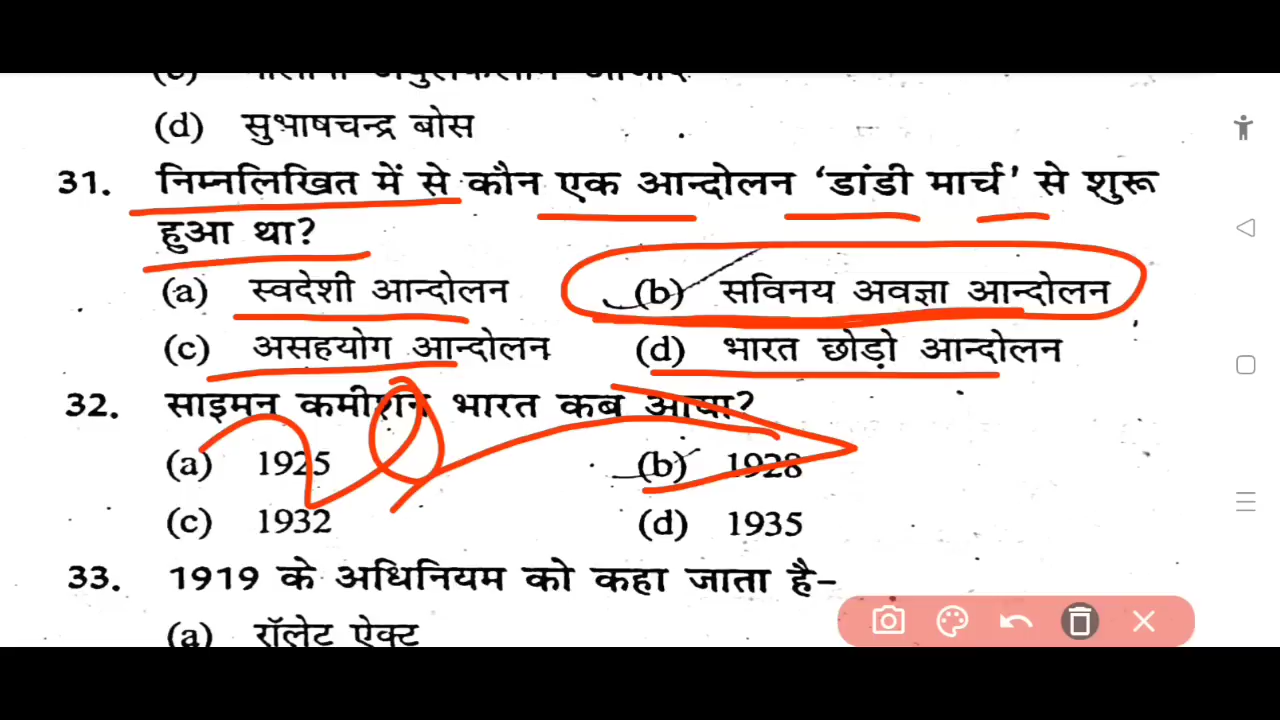 (d) सुभाषचन्द्र बोस
31. निम्नलिखित में से कौन एक आन्दोलन ‘डांडी मार्च’ से शुरू
हुआ था?
(a) स्वदेशी आन्दोलन (b) सविनय अवज्ञा आन्दोलन
(c) असहयोग आन्दोलन (d) भारत छोड़ो आन्दोलन
32. साइमन कमीशन भारत कब आया?
(a) 1925 (b) 1928
(c) 1932 (d) 1935
33. 1919 के अधिनियम को कहा जाता है–
(a) रॉलेट ऐक्ट